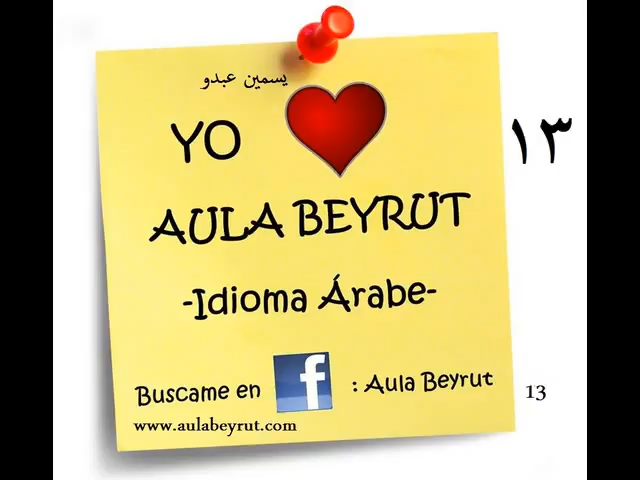 يسمين عبدو
YO
١٣
AULA BEYRUT
-Idioma Árabe-
Buscame en f : Aula Beyrut
13
www.aulabeyrut.com